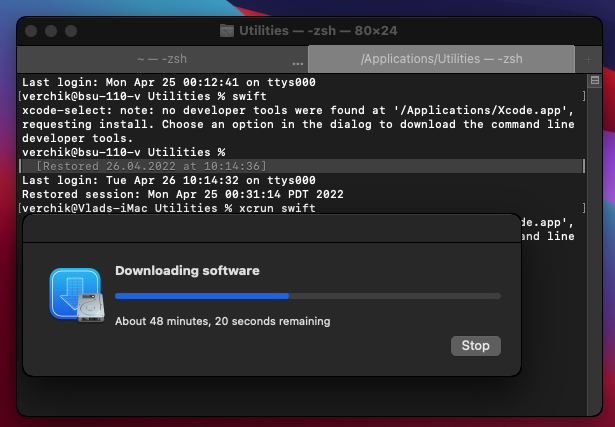 Utilities — -zsh — 80×24
~ — -zsh
...
/Applications/Utilities — -zsh
+
Last login: Mon Apr 25 00:12:41 on ttys000
[verchik@bsu-110-v Utilities % swift ]
xcode-select: note: no developer tools were found at '/Applications/Xcode.app',
requesting install. Choose an option in the dialog to download the command line
developer tools.
verchik@bsu-110-v Utilities %
[Restored 26.04.2022 at 10:14:36]
Last login: Tue Apr 26 10:14:32 on ttys000
Restored session: Mon Apr 25 00:31:14 PDT 2022
[verchik@Vlads-iMac Utilities % xcrun swift ]
de.app',
and line
Downloading software
About 48 minutes, 20 seconds remaining
Stop